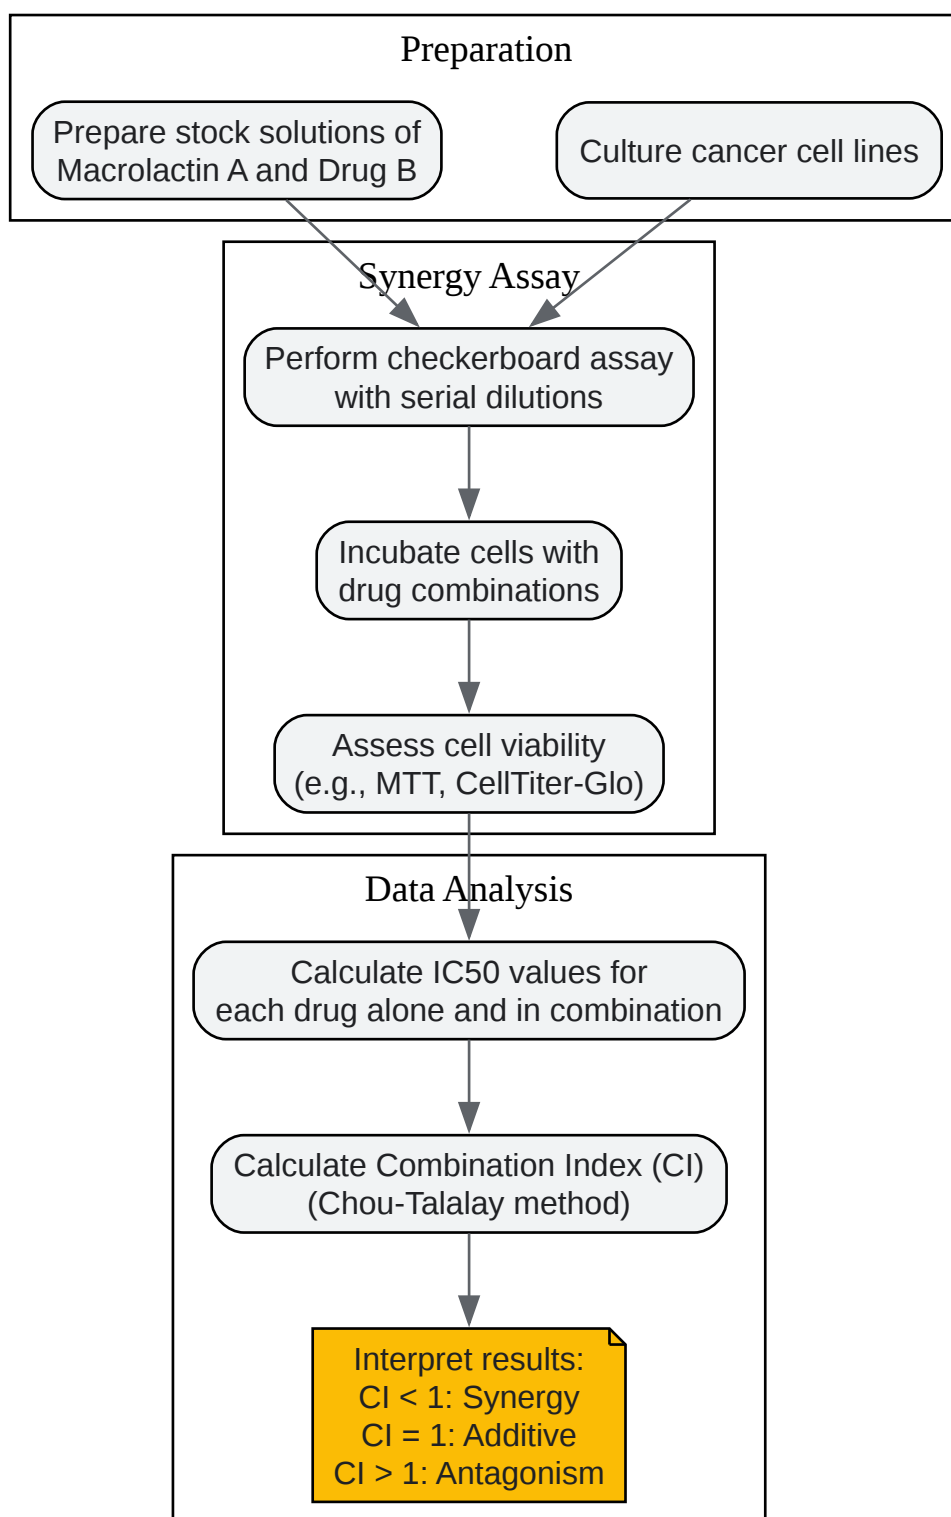 Preparation
Prepare stock solutions of
Macrolactin A and Drug B
Culture cancer cell lines
Synergy Assay
Perform checkerboard assay
with serial dilutions
Incubate cells with
drug combinations
Assess cell viability
(e.g., MTT, CellTiter-Glo)
Data Analysis
Calculate IC50 values for
each drug alone and in combination
Calculate Combination Index (CI)
(Chou-Talalay method)
Interpret results:
CI < 1: Synergy
CI = 1: Additive
CI > 1: Antagonism